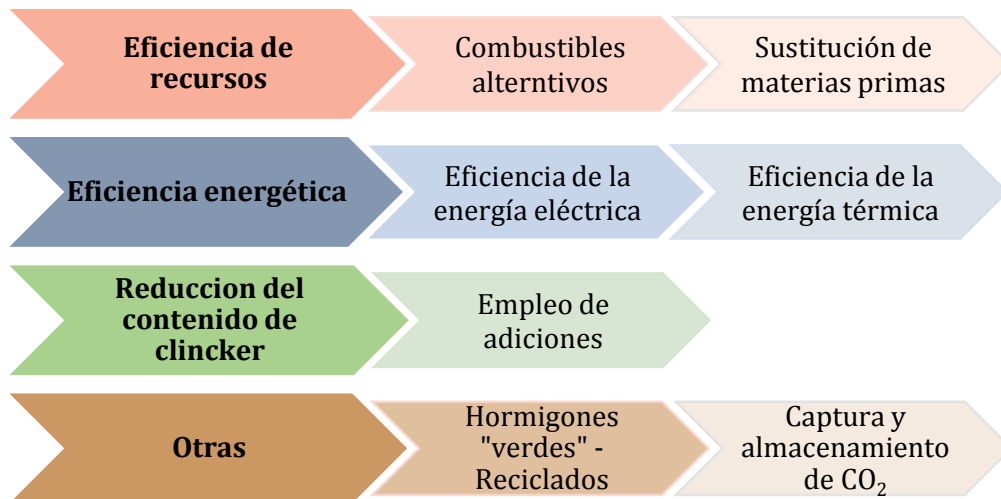 Eficiencia de
recursos
Combustibles
alterntivos
Sustitución de
materias primas
Eficiencia energética
Eficiencia de la
energía eléctrica
Eficiencia de la
energía térmica
Reduccion del
contenido de
clincker
Empleo de
adiciones
Otras
Hormigones
"verdes" -
Reciclados
Captura y
almacenamiento
de CO₂